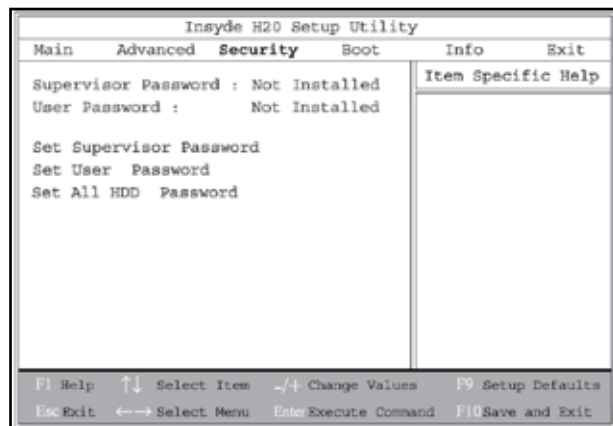 Insyde H20 Setup Utility
Main Advanced Security Boot Info Exit
Supervisor Password : Not Installed
User Password : Not Installed
Set Supervisor Password
Set User Password
Set All HDD Password
Item Specific Help
F1 Help ↑↓ Select Item -/+ Change Values F9 Setup Defaults
Esc Exit ←→ Select Menu Enter Execute Command F10 Save and Exit